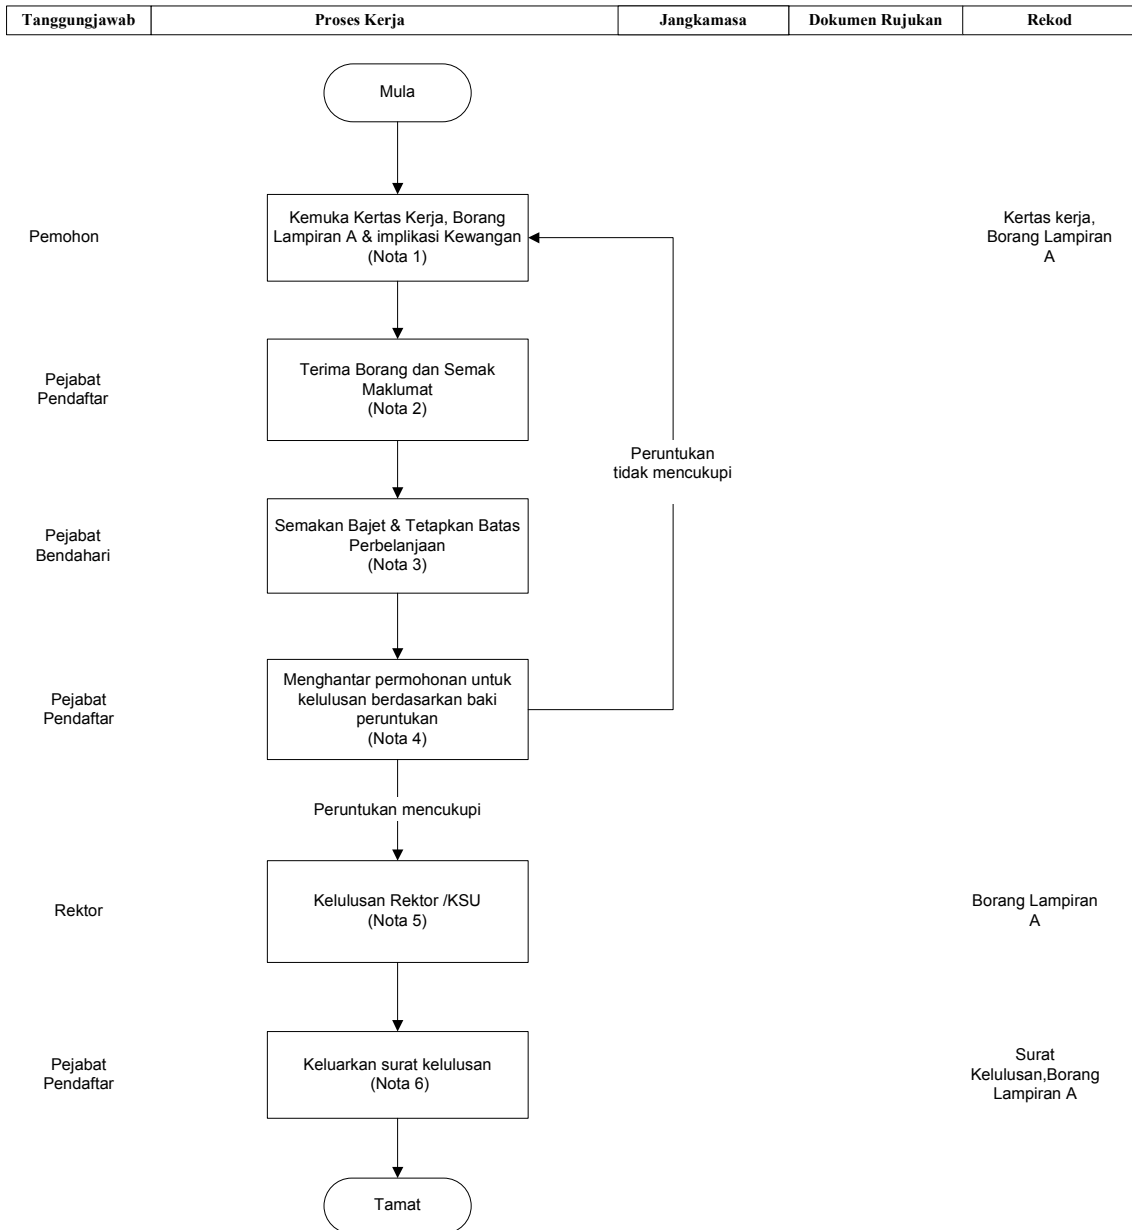 Tanggungjawab Proses Kerja Jangkamasa Dokumen Rujukan Rekod
Mula
Pemohon
Kemuka Kertas Kerja, Borang
Lampiran A & implikasi Kewangan
(Nota 1)
Kertas kerja,
Borang Lampiran
A
Pejabat
Pendaftar
Terima Borang dan Semak
Maklumat
(Nota 2)
Peruntukan
tidak mencukupi
Pejabat
Bendahari
Semakan Bajet & Tetapkan Batas
Perbelanjaan
(Nota 3)
Pejabat
Pendaftar
Menghantar permohonan untuk
kelulusan berdasarkan baki
peruntukan
(Nota 4)
Peruntukan mencukupi
Rektor
Kelulusan Rektor /KSU
(Nota 5)
Borang Lampiran
A
Pejabat
Pendaftar
Keluarkan surat kelulusan
(Nota 6)
Surat
Kelulusan,Borang
Lampiran A
Tamat